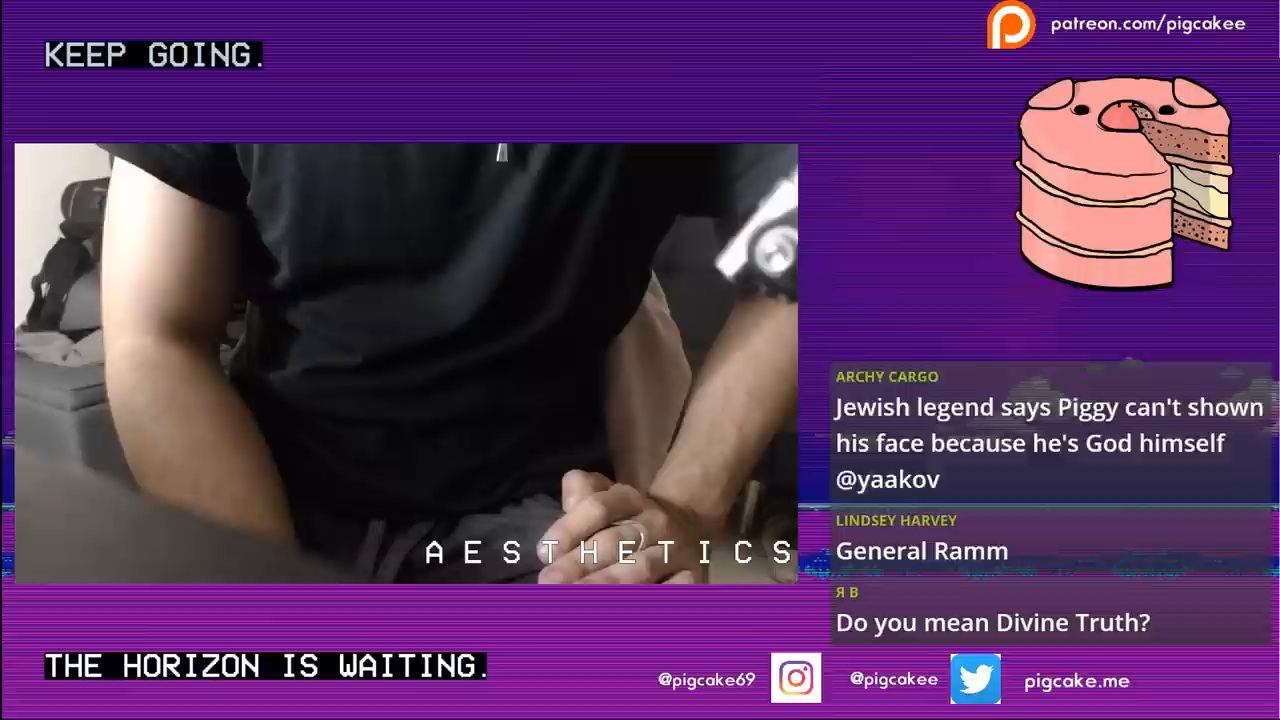 KEEP GOING.
patreon.com/pigcakee
ARCHY CARGO
Jewish legend says Piggy can't shown
his face because he's God himself
@yaakov
LINDSEY HARVEY
General Ramm
Я В
Do you mean Divine Truth?
A E S T H E T I C S
THE HORIZON IS WAITING.
@pigcake69
@pigcakee
pigcake.me